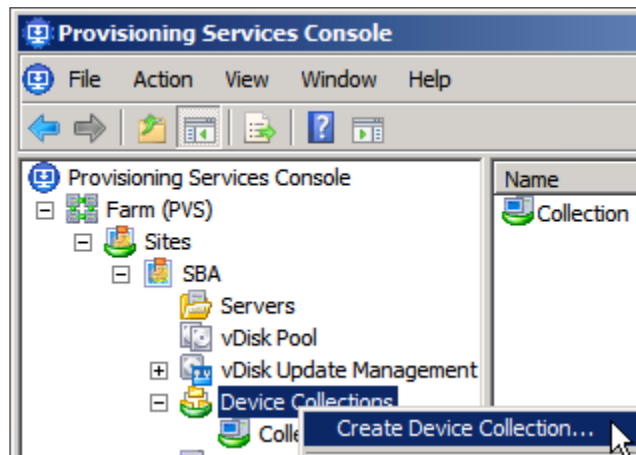 Provisioning Services Console
File Action View Window Help
Provisioning Services Console
Name
Farm (PVS)
Collection
Sites
SBA
Servers
vDisk Pool
vDisk Update Management
Device Collections
Create Device Collection...